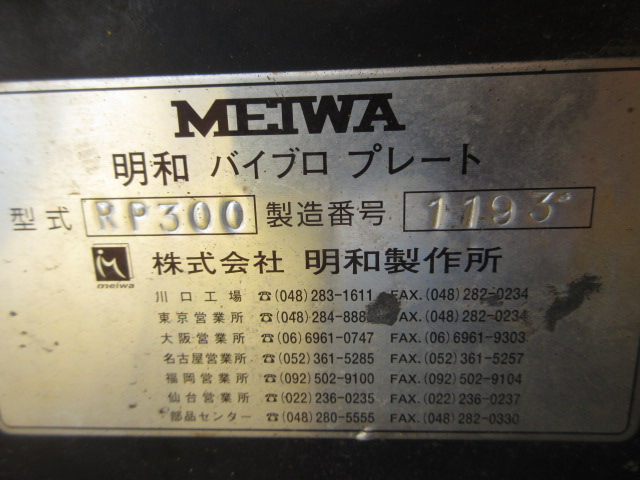 MEIWA
明和 バイブロ プレート
型式 RP300 製造番号 1193
meiwa 株式会社 明和製作所
川口工場 ☎(048)283-1611 FAX.(048)282-0234
東京営業所 ☎(048)284-888 FAX.(048)282-0234
大阪営業所 ☎(06)6961-0747 FAX.(06)6961-9303
名古屋営業所 ☎(052)361-5285 FAX.(052)361-5257
福岡営業所 ☎(092)502-9100 FAX.(092)502-9104
仙台営業所 ☎(022)236-0235 FAX.(022)236-0237
部品センター ☎(048)280-5555 FAX.(048)282-0330